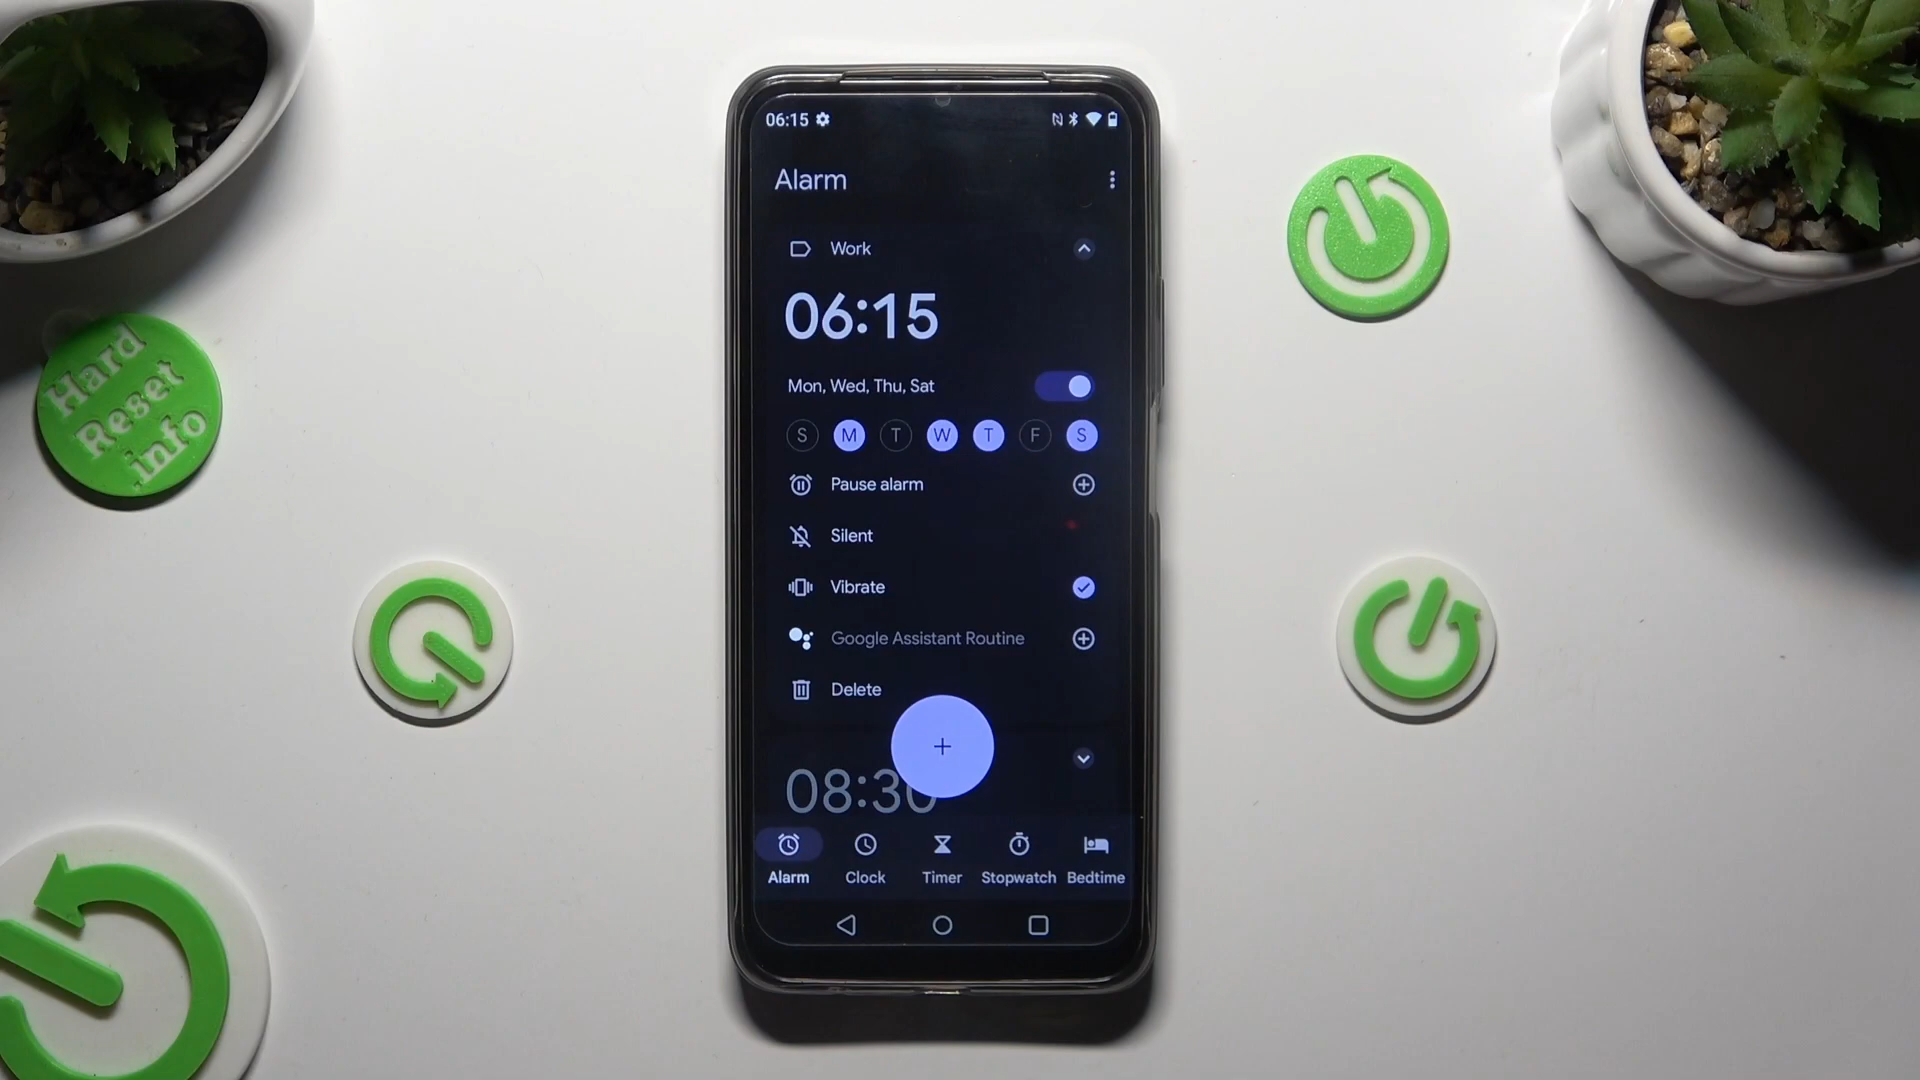 06:15
Alarm
Work
06:15
Mon, Wed, Thu, Sat
S M T W T F S
Pause alarm
Silent
Vibrate
Google Assistant Routine
Delete
08:30
Alarm Clock Timer Stopwatch Bedtime
Hard
Reset
.info